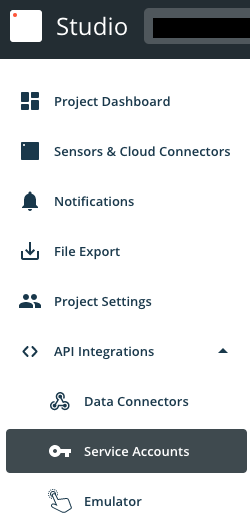 Studio
Project Dashboard
Sensors & Cloud Connectors
Notifications
File Export
Project Settings
API Integrations
Data Connectors
Service Accounts
Emulator